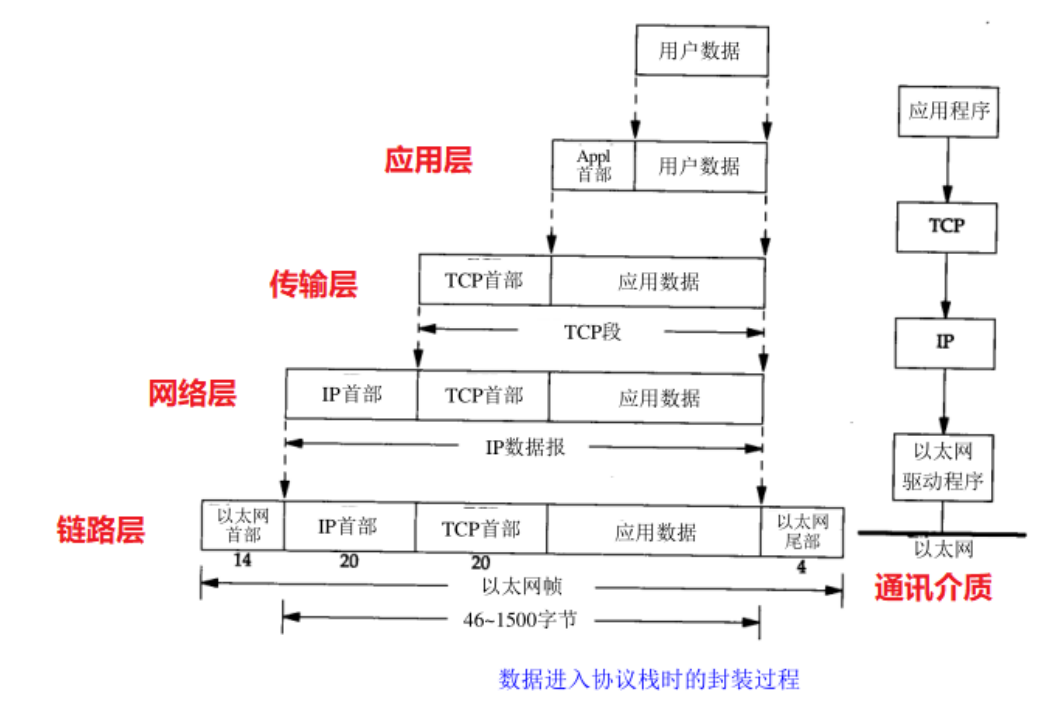 用户数据
应用程序
应用层
Appl
首部
用户数据
TCP
传输层
TCP首部
应用数据
TCP段
IP
网络层
IP首部
TCP首部
应用数据
IP数据报
以太网
驱动程序
链路层
以太网
首部
IP首部
TCP首部
应用数据
以太网
尾部
以太网
14
20
20
4
以太网帧
通讯介质
46~1500字节
数据进入协议栈时的封装过程